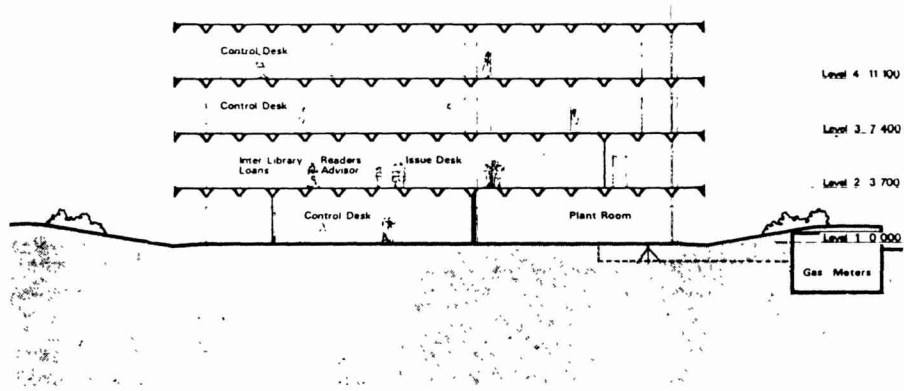 Control Desk
Level 4 11 100
Control Desk
Level 3 7 400
Inter Library
Loans
Readers
Advisor
Issue Desk
Level 2 3 700
Control Desk
Plant Room
Level 1 0 000
Gas Meters